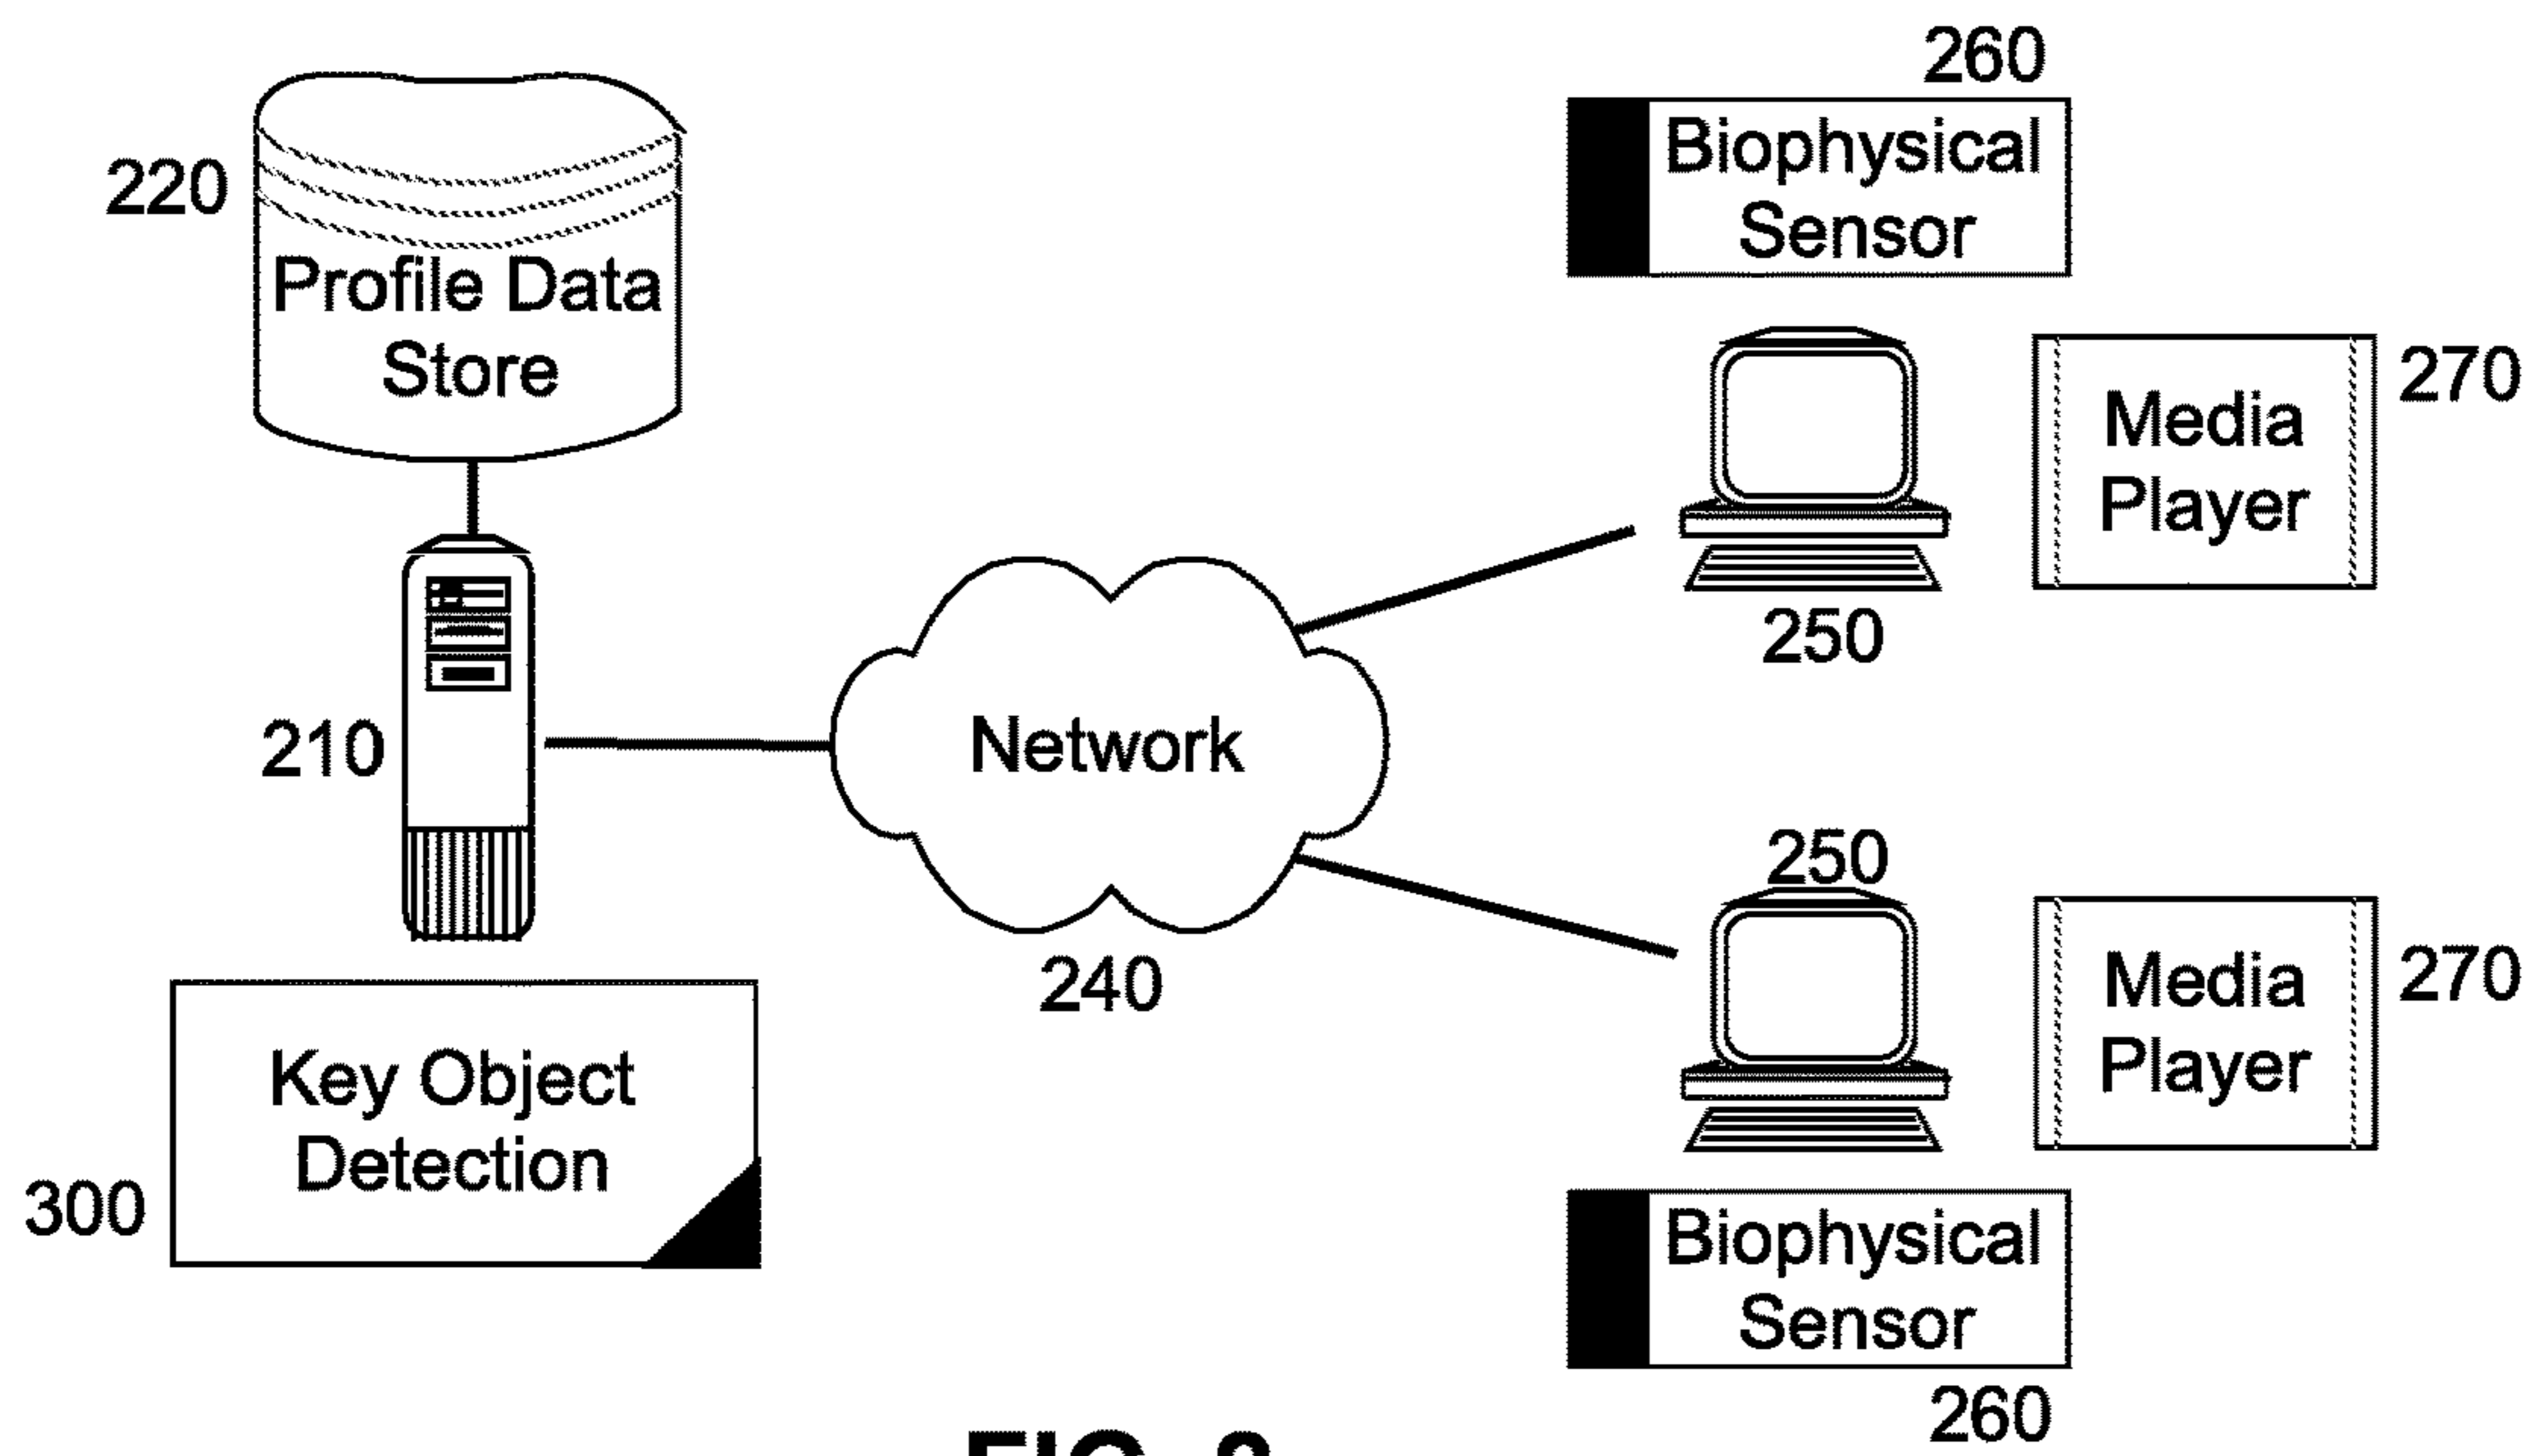 260
Biophysical
Sensor
220
Profile Data
Store
270
Media
Player
250
210
Network
250
240
270
Media
Player
Key Object
Detection
300
Biophysical
Sensor
260